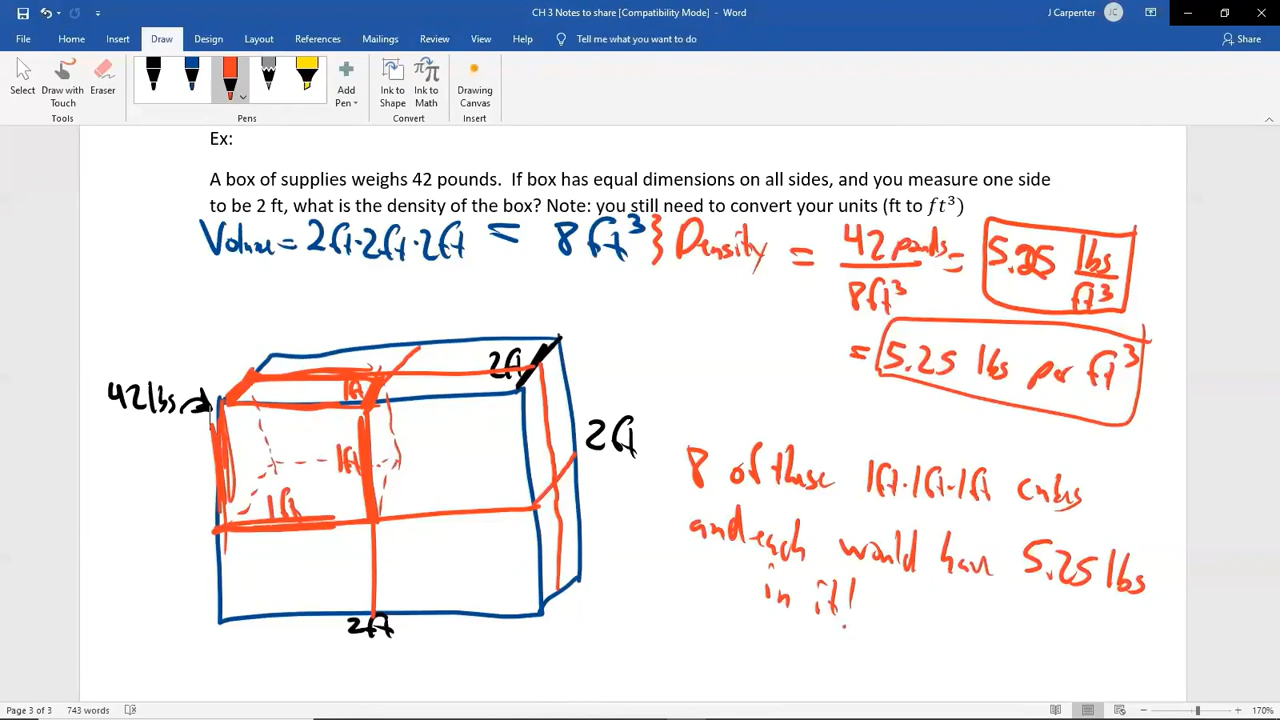 CH 3 Notes to share [Compatibility Mode] - Word
J Carpenter JC
File Home Insert Draw Design Layout References Mailings Review View Help Tell me what you want to do Share
Select Draw with Touch Eraser Add Pen Ink to Shape Ink to Math Drawing Canvas
Tools Pens Convert Insert
Ex:
A box of supplies weighs 42 pounds. If box has equal dimensions on all sides, and you measure one side
to be 2 ft, what is the density of the box? Note: you still need to convert your units (ft to ft³)
Volume = 2ft·2ft·2ft = 8ft³ } Density = 42 pounds / 8ft³ = 5.25 lbs/ft³
= 5.25 lbs per ft³
2ft
42 lbs →
1ft
2ft
1ft
1ft
2ft
8 of these 1ft·1ft·1ft cubes
and each would have 5.25 lbs
in it!
Page 3 of 3 743 words 170%